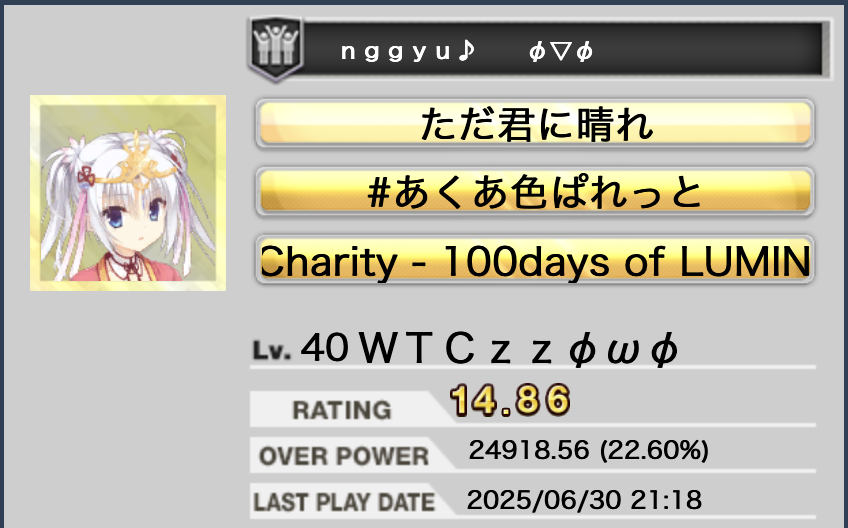 ｎｇｇｙｕ♪　　φ▽φ
ただ君に晴れ
#あくあ色ぱれっと
Charity - 100days of LUMIN
Lv. 40ＷＴＣｚｚφωφ
RATING 14.86
OVER POWER 24918.56 (22.60%)
LAST PLAY DATE 2025/06/30 21:18